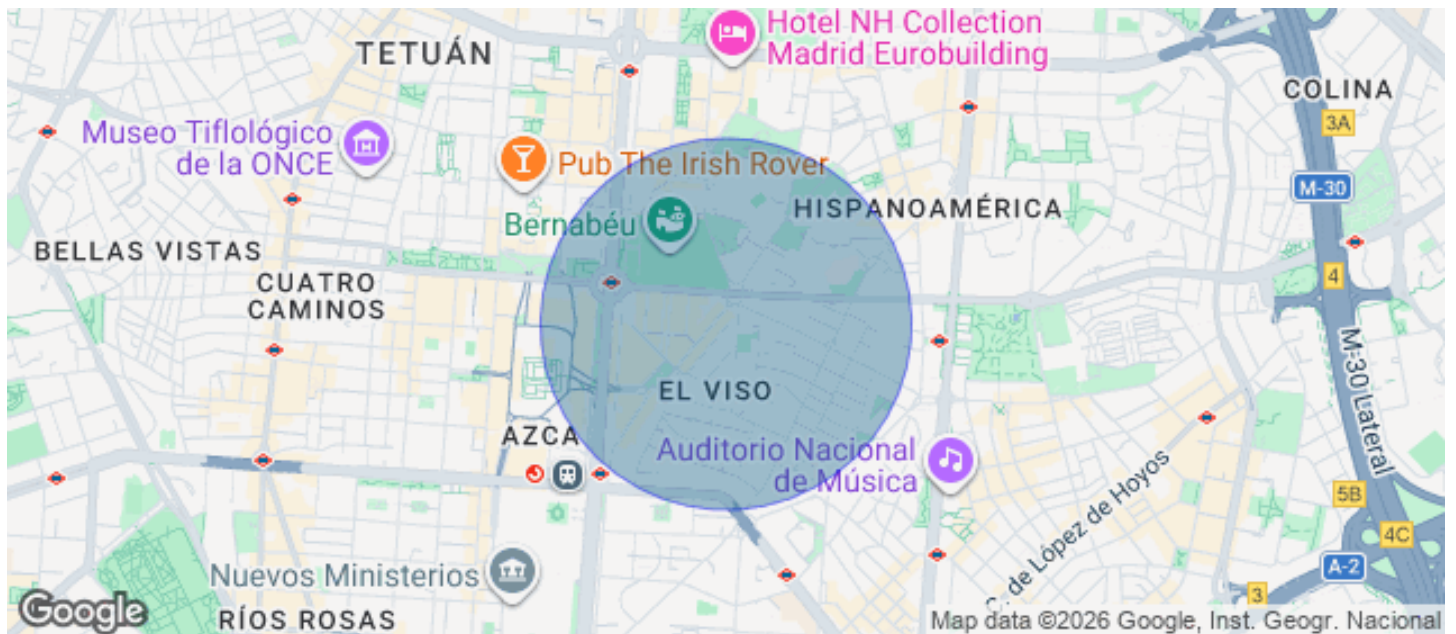 Hotel NH Collection
Madrid Eurobuilding
TETUÁN
COLINA
3A
Museo Tiflológico
de la ONCE
Pub The Irish Rover
M-30
HISPANOAMÉRICA
Bernabéu
BELLAS VISTAS
CUATRO
CAMINOS
4
M-30 Lateral
EL VISO
AZCA
Auditorio Nacional
de Música
C. de López de Hoyos
5B
4C
A-2
3
Nuevos Ministerios
RÍOS ROSAS
Google
Map data ©2026 Google, Inst. Geogr. Nacional